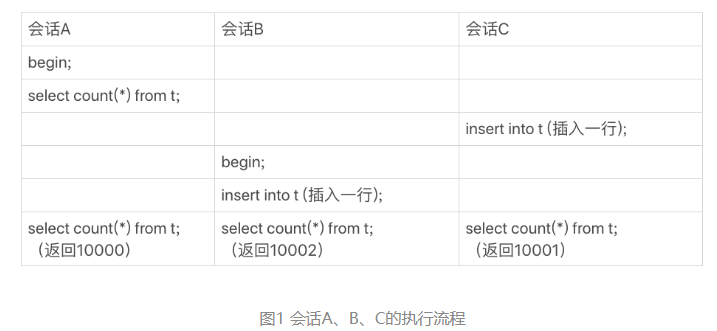 会话A 会话B 会话C
begin;
select count(*) from t;
insert into t (插入一行);
begin;
insert into t (插入一行);
select count(*) from t; select count(*) from t; select count(*) from t;
（返回10000） （返回10002） （返回10001）
图1 会话A、B、C的执行流程